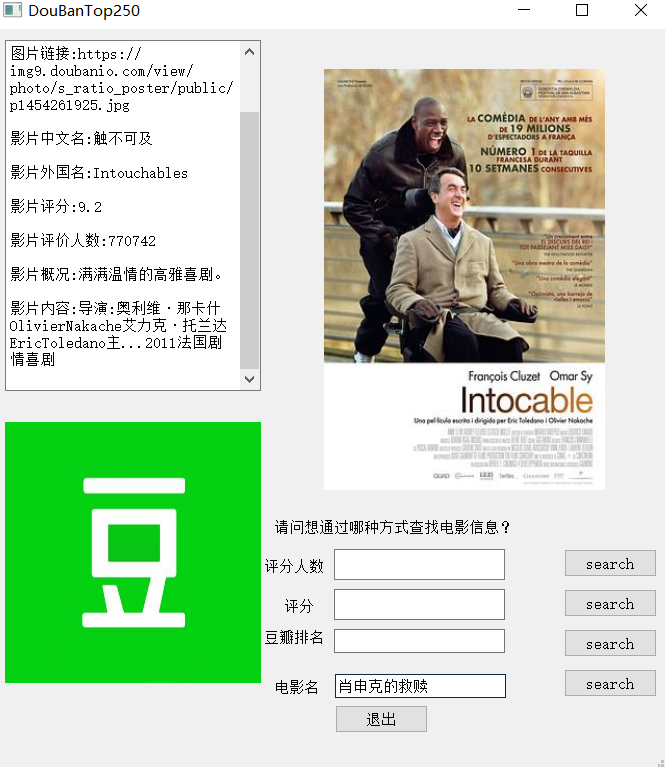 DouBanTop250
图片链接:https://
img9.doubanio.com/view/
photo/s_ratio_poster/public/
p1454261925.jpg
影片中文名:触不可及
影片外国名:Intouchables
影片评分:9.2
影片评价人数:770742
影片概况:满满温情的高雅喜剧。
影片内容:导演:奥利维·那卡什
OlivierNakache艾力克·托兰达
EricToledano主...2011法国剧
情喜剧
LA COMÈDIA DE L'ANY AMB MÉS
DE 19 MILIONS
D'ESPECTADORS A FRANÇA
NÚMERO 1 DE LA TAQUILLA
FRANCESA DURANT
10 SETMANES CONSECUTIVES
François Cluzet Omar Sy
Intocable
Una pel·lícula escrita i dirigida per Eric Toledano i Olivier Nakache
豆
请问想通过哪种方式查找电影信息?
评分人数
search
评分
search
豆瓣排名
search
电影名
肖申克的救赎
search
退出